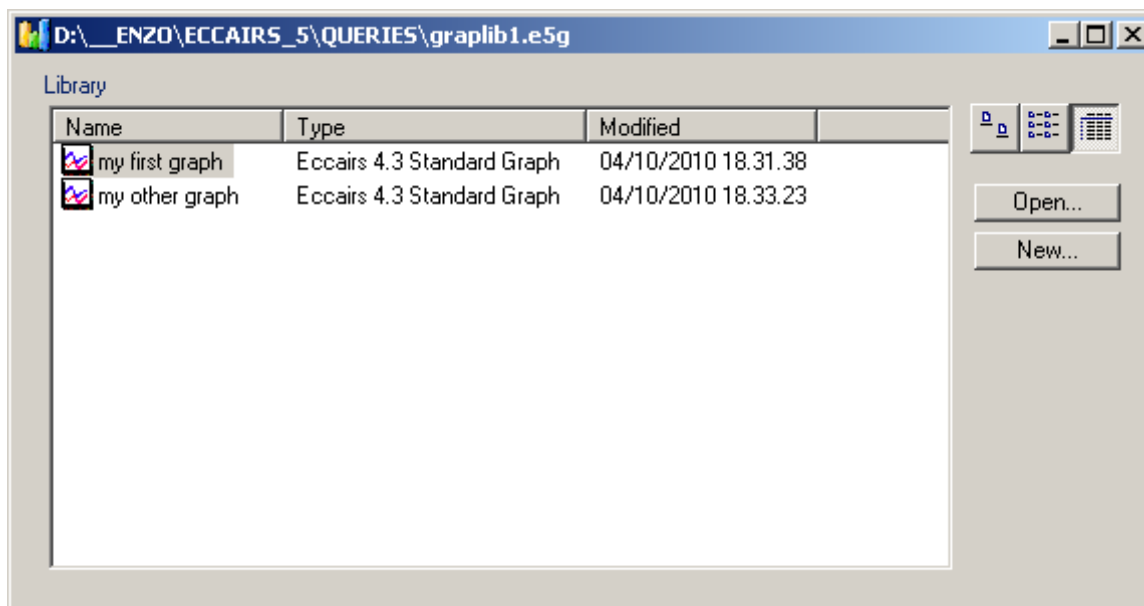 D:\__ENZO\ECCAIRS_5\QUERIES\graplib1.e5g
Library
Name Type Modified
my first graph Eccairs 4.3 Standard Graph 04/10/2010 18.31.38
my other graph Eccairs 4.3 Standard Graph 04/10/2010 18.33.23
Open...
New...